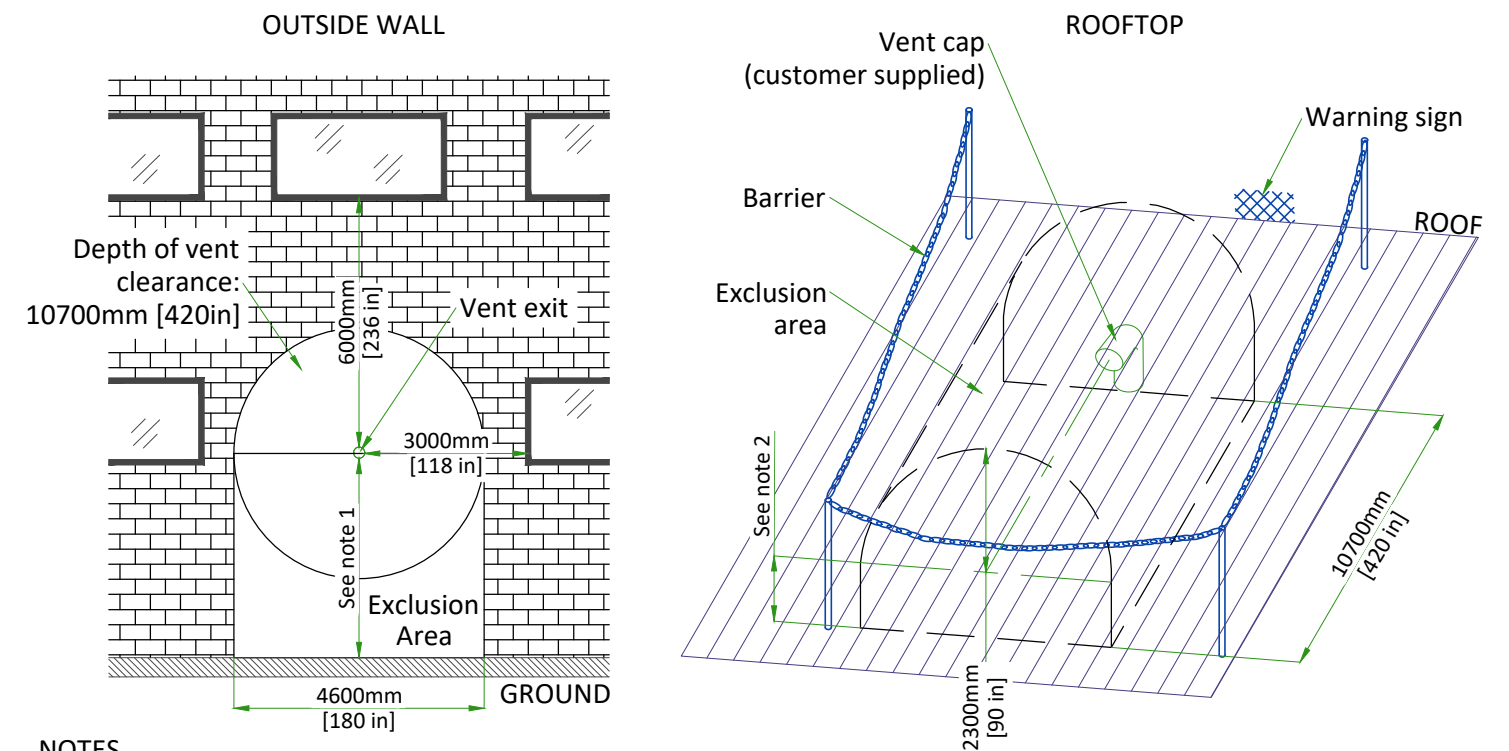 OUTSIDE WALL
Depth of vent
clearance:
10700mm [420in]
6000mm
[236 in]
Vent exit
3000mm
[118 in]
See note 1
Exclusion
Area
GROUND
4600mm
[180 in]
NOTES
ROOFTOP
Vent cap
(customer supplied)
Warning sign
Barrier
ROOF
Exclusion
area
See note 2
10700mm
[420 in]
2300mm
[90 in]